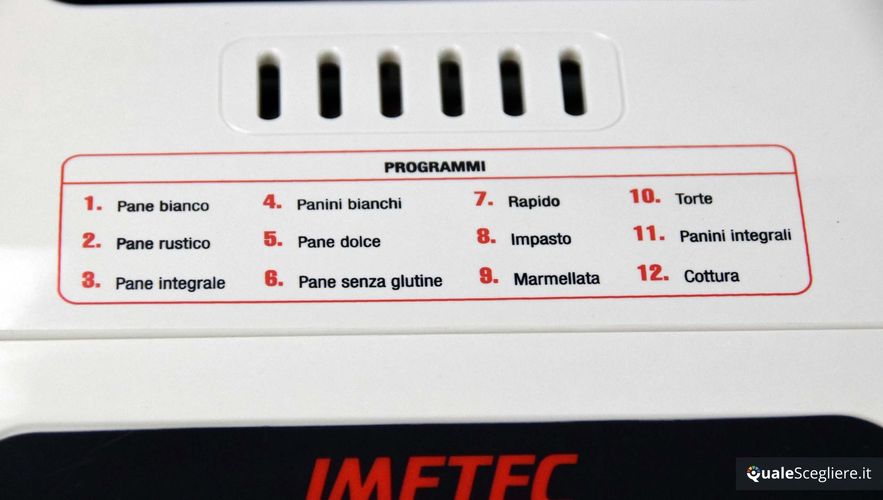 PROGRAMMI
1. Pane bianco
2. Pane rustico
3. Pane integrale
4. Panini bianchi
5. Pane dolce
6. Pane senza glutine
7. Rapido
8. Impasto
9. Marmellata
10. Torte
11. Panini integrali
12. Cottura
IMETEC
QualeScegliere.it